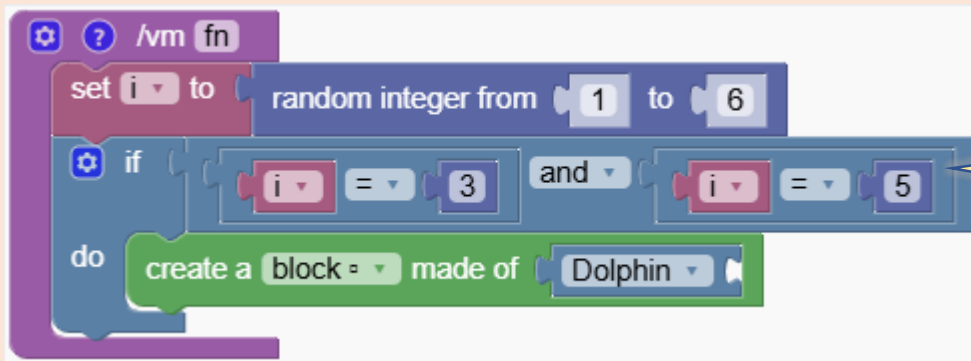 ? /vm fn
set i to random integer from 1 to 6
if i = 3 and i = 5
do create a block made of Dolphin